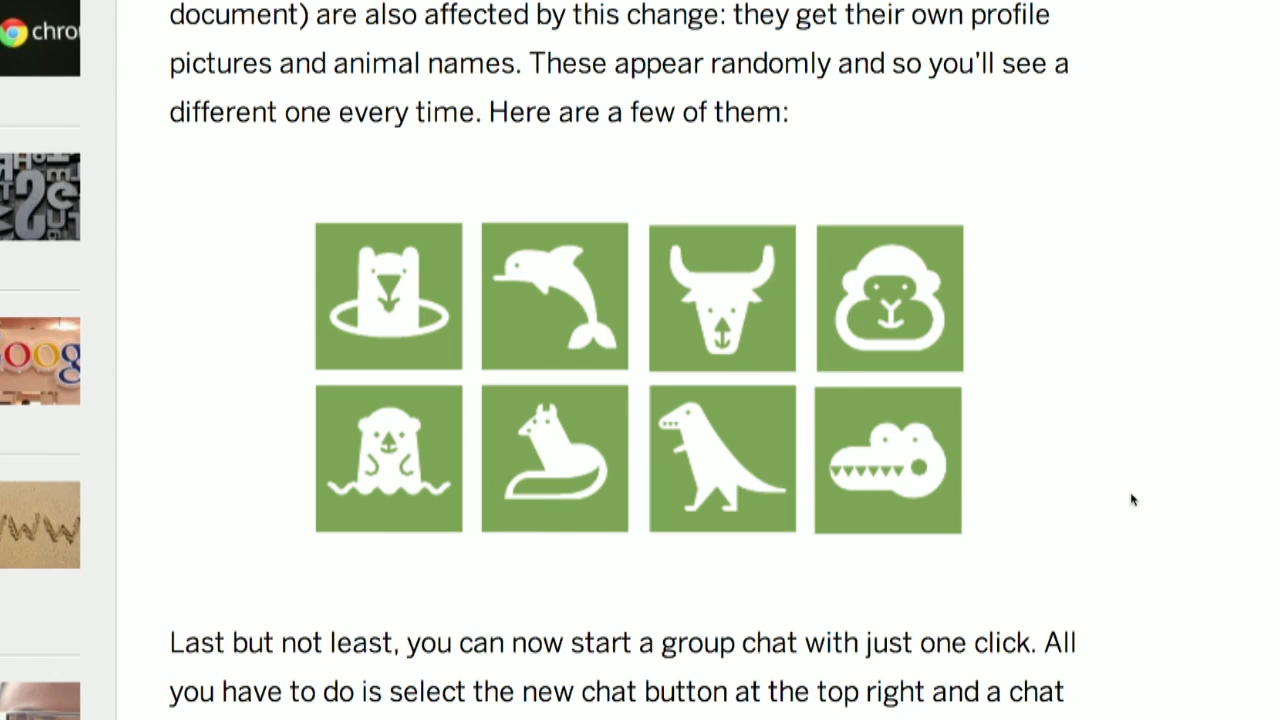 chro
document) are also affected by this change: they get their own profile
pictures and animal names. These appear randomly and so you'll see a
different one every time. Here are a few of them:
oog
WW
Last but not least, you can now start a group chat with just one click. All
you have to do is select the new chat button at the top right and a chat